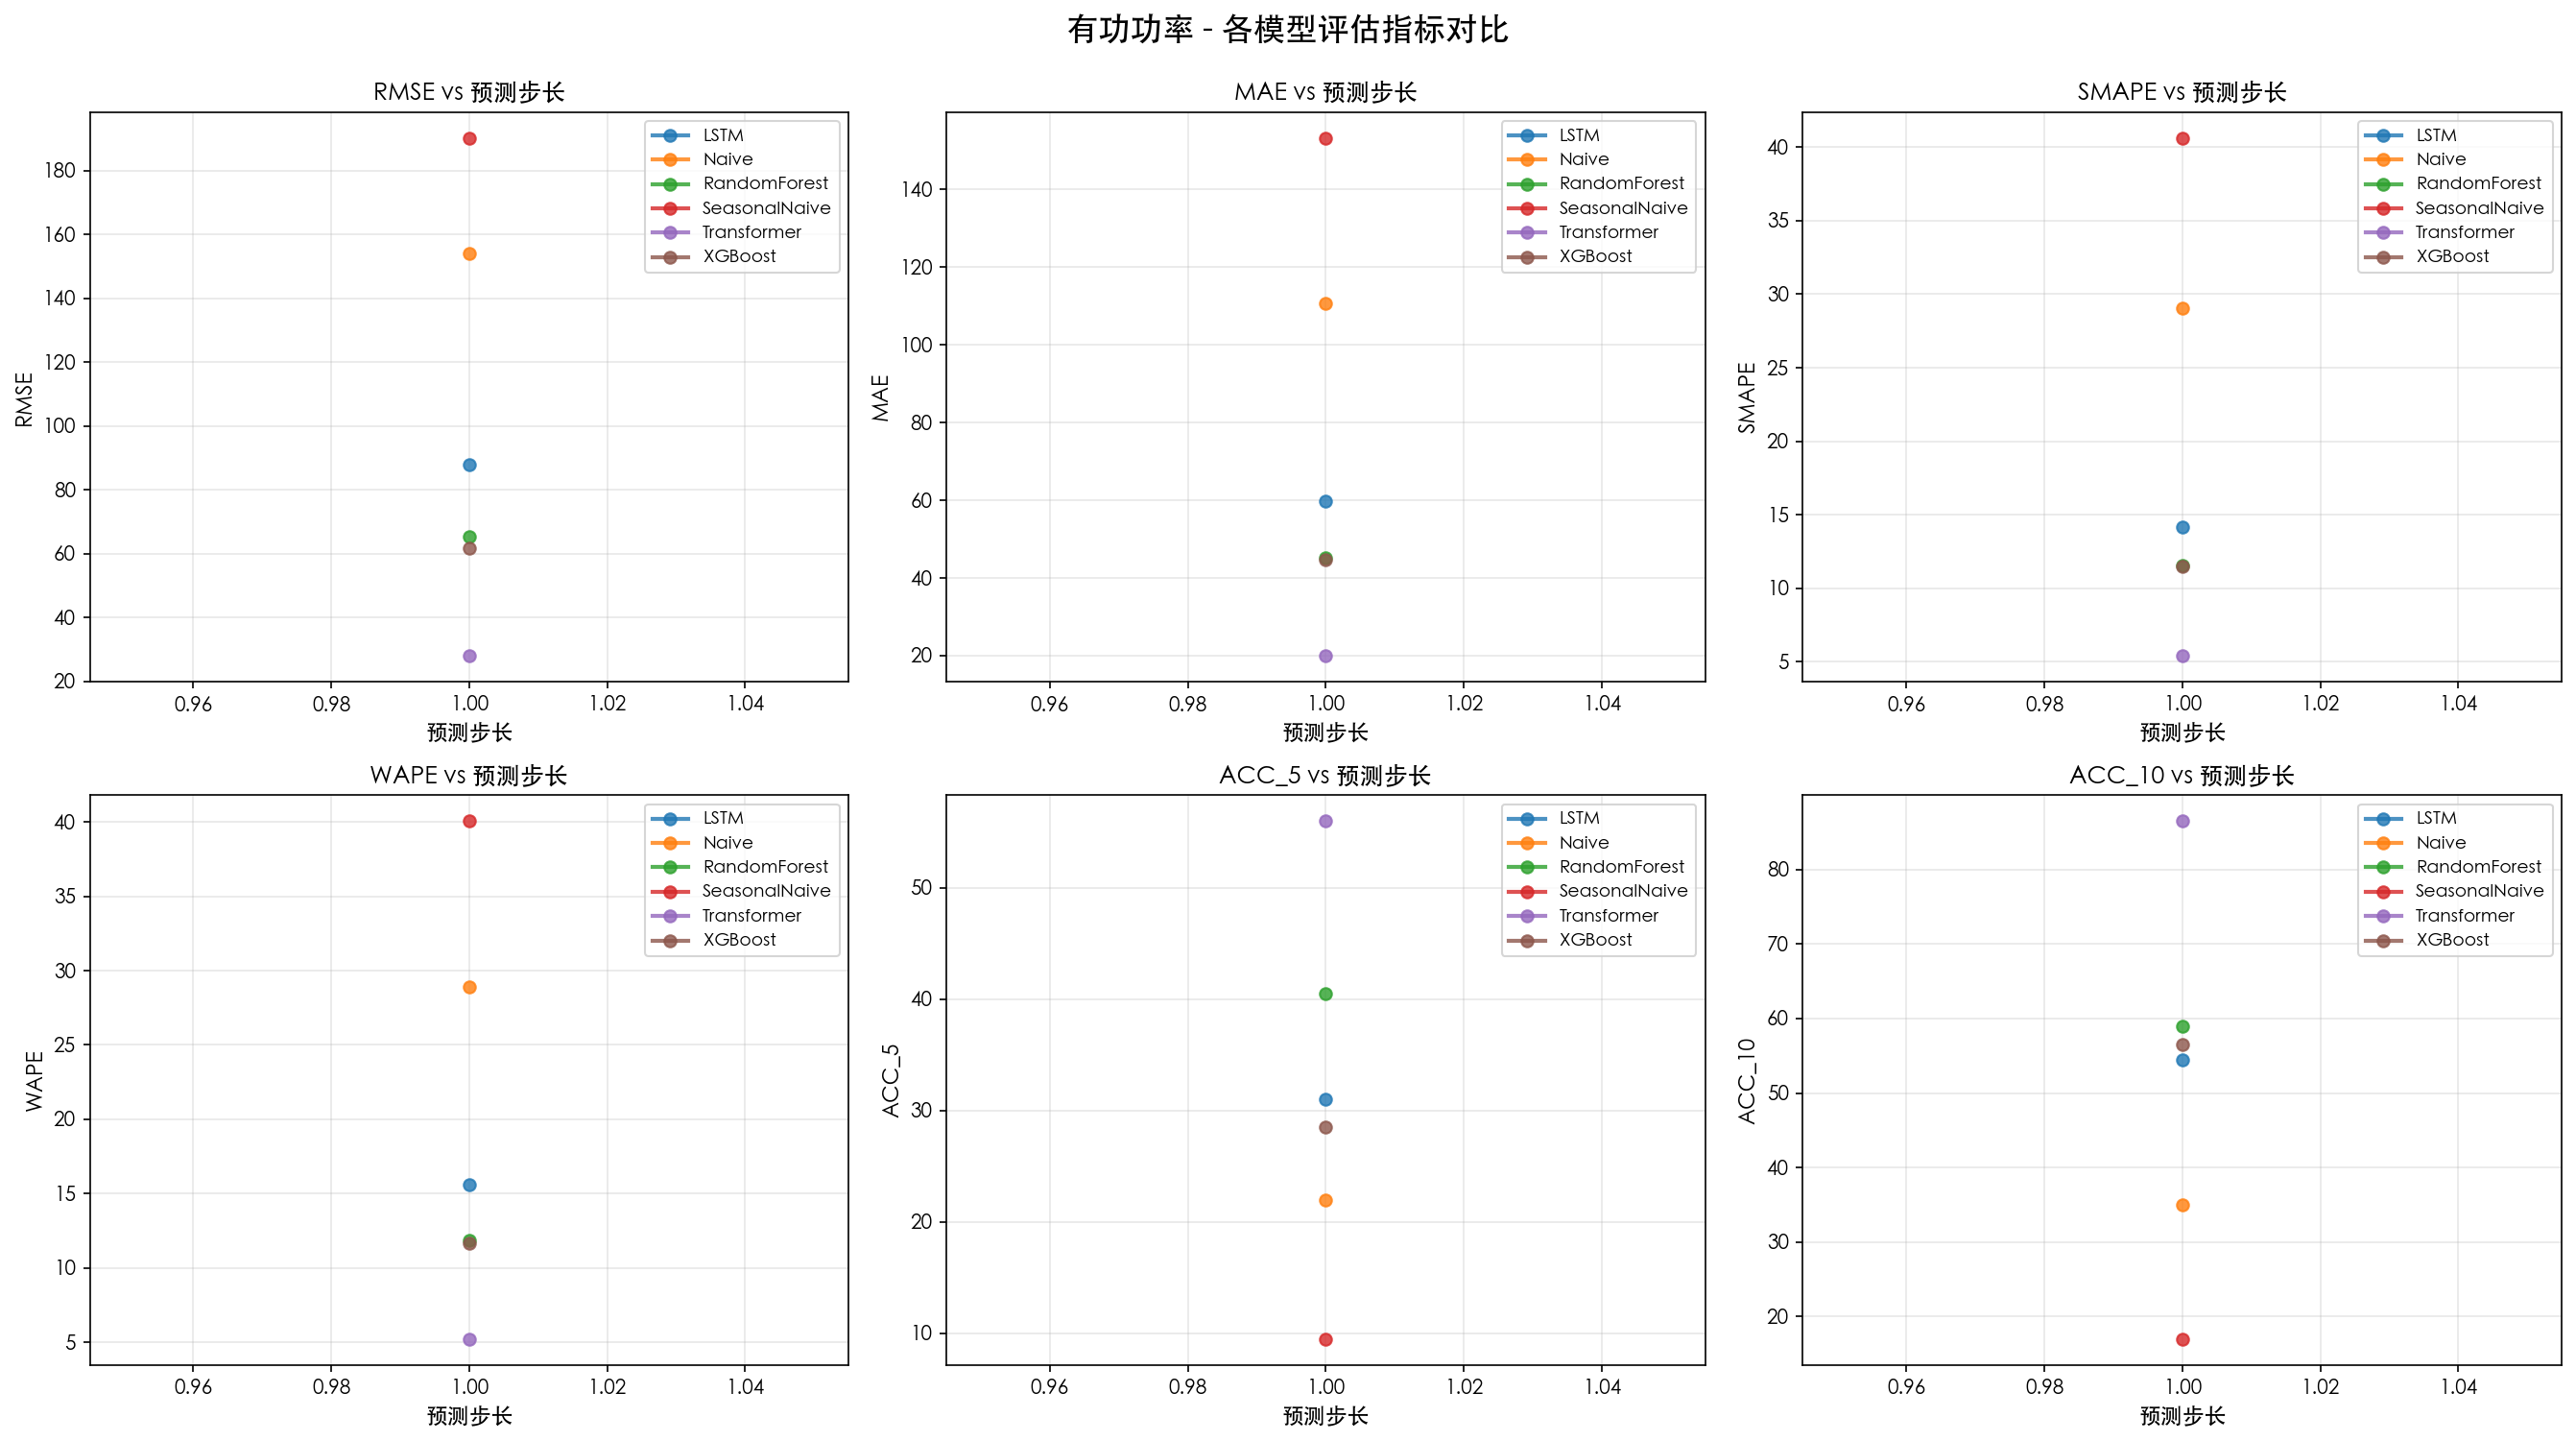 有功功率 - 各模型评估指标对比
RMSE vs 预测步长
RMSE
180
160
140
120
100
80
60
40
20
0.96 0.98 1.00 1.02 1.04
预测步长
LSTM
Naive
RandomForest
SeasonalNaive
Transformer
XGBoost
MAE vs 预测步长
MAE
140
120
100
80
60
40
20
0.96 0.98 1.00 1.02 1.04
预测步长
LSTM
Naive
RandomForest
SeasonalNaive
Transformer
XGBoost
SMAPE vs 预测步长
SMAPE
40
35
30
25
20
15
10
5
0.96 0.98 1.00 1.02 1.04
预测步长
LSTM
Naive
RandomForest
SeasonalNaive
Transformer
XGBoost
WAPE vs 预测步长
WAPE
40
35
30
25
20
15
10
5
0.96 0.98 1.00 1.02 1.04
预测步长
LSTM
Naive
RandomForest
SeasonalNaive
Transformer
XGBoost
ACC_5 vs 预测步长
ACC_5
50
40
30
20
10
0.96 0.98 1.00 1.02 1.04
预测步长
LSTM
Naive
RandomForest
SeasonalNaive
Transformer
XGBoost
ACC_10 vs 预测步长
ACC_10
80
70
60
50
40
30
20
0.96 0.98 1.00 1.02 1.04
预测步长
LSTM
Naive
RandomForest
SeasonalNaive
Transformer
XGBoost